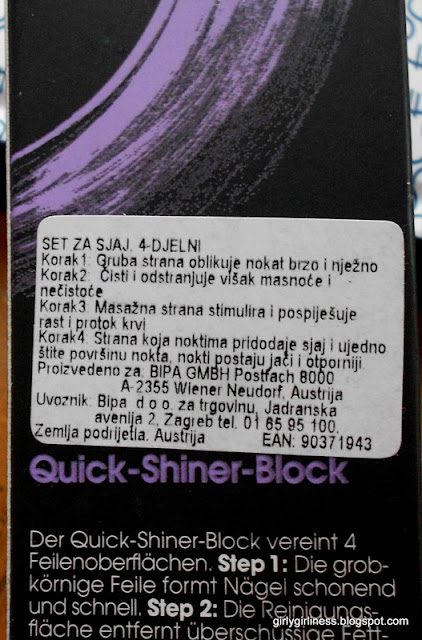 SET ZA SJAJ, 4-DJELNI
Korak1: Gruba strana oblikuje nokat brzo i nježno
Korak2: Čisti i odstranjuje višak masnoće i
nečistoće
Korak3: Masažna strana stimulira i pospiješuje
rast i protok krvi
Korak4: Strana koja noktima pridodaje sjaj i ujedno
štite površinu nokta, nokti postaju jači i otporniji
Proizvedeno za: BIPA GMBH Postfach 8000
A-2355 Wiener Neudorf, Austrija
Uvoznik: Bipa d o o za trgovinu, Jadranska
avenija 2, Zagreb tel. 01 65 95 100.
Zemlja podrijetla: Austrija EAN: 90371943
Quick-Shiner-Block
Der Quick-Shiner-Block vereint 4
Feilenoberflächen. Step 1: Die grob-
körnige Feile formt Nägel schonend
und schnell. Step 2: Die Reinigungs-
fläche entfernt überschüssige Fett-
girlygirliness.blogspot.com